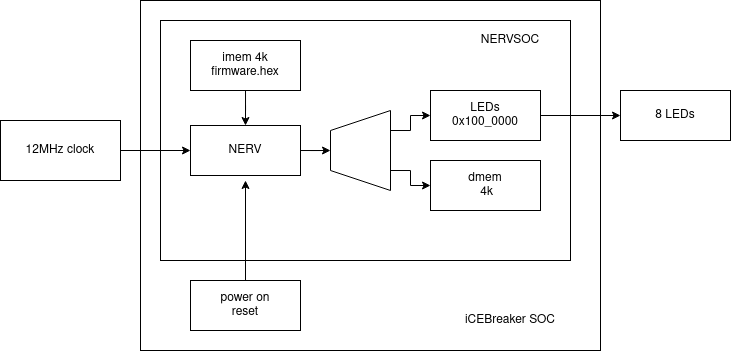 NERVSOC
imem 4k
firmware.hex
LEDs
0x100_0000
8 LEDs
12MHz clock
NERV
dmem
4k
power on
reset
iCEBreaker SOC